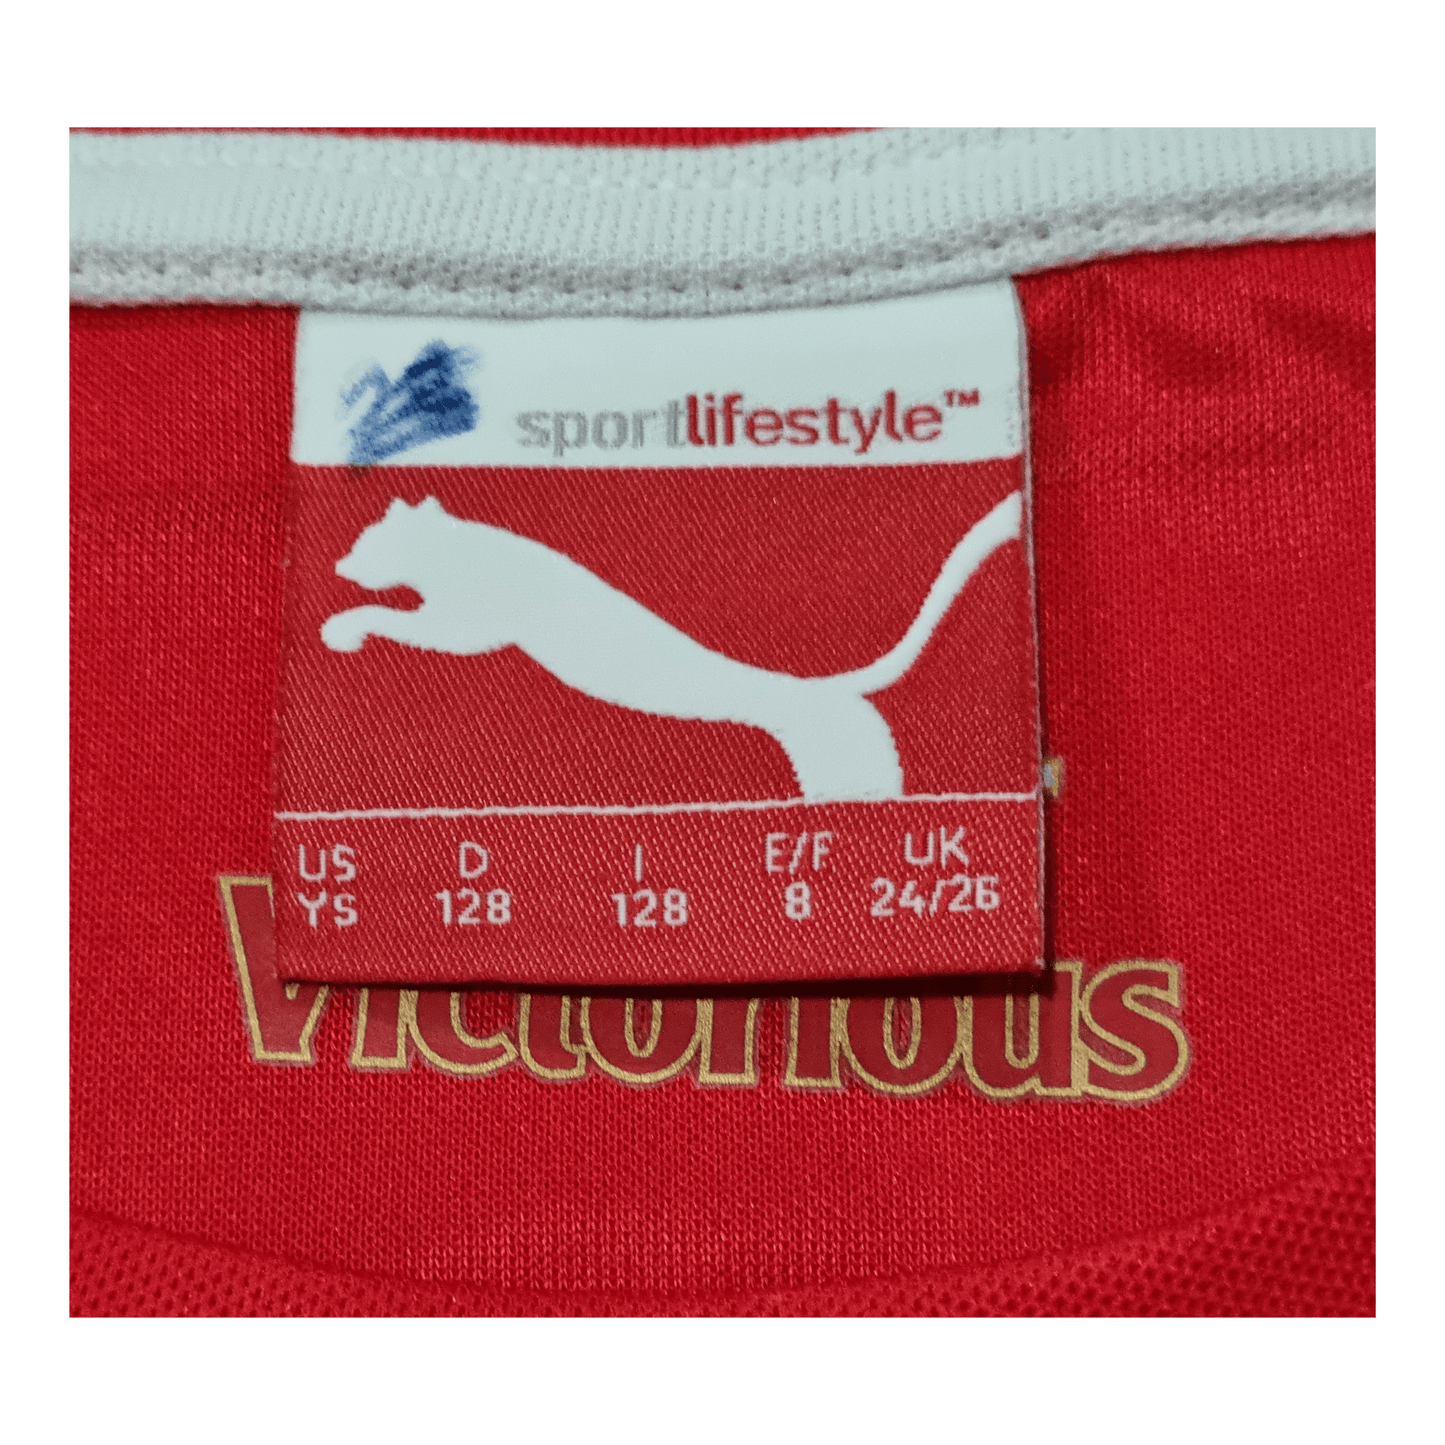 sportlifestyle™
US D I E/F UK
YS 128 128 8 24/26
Victorious